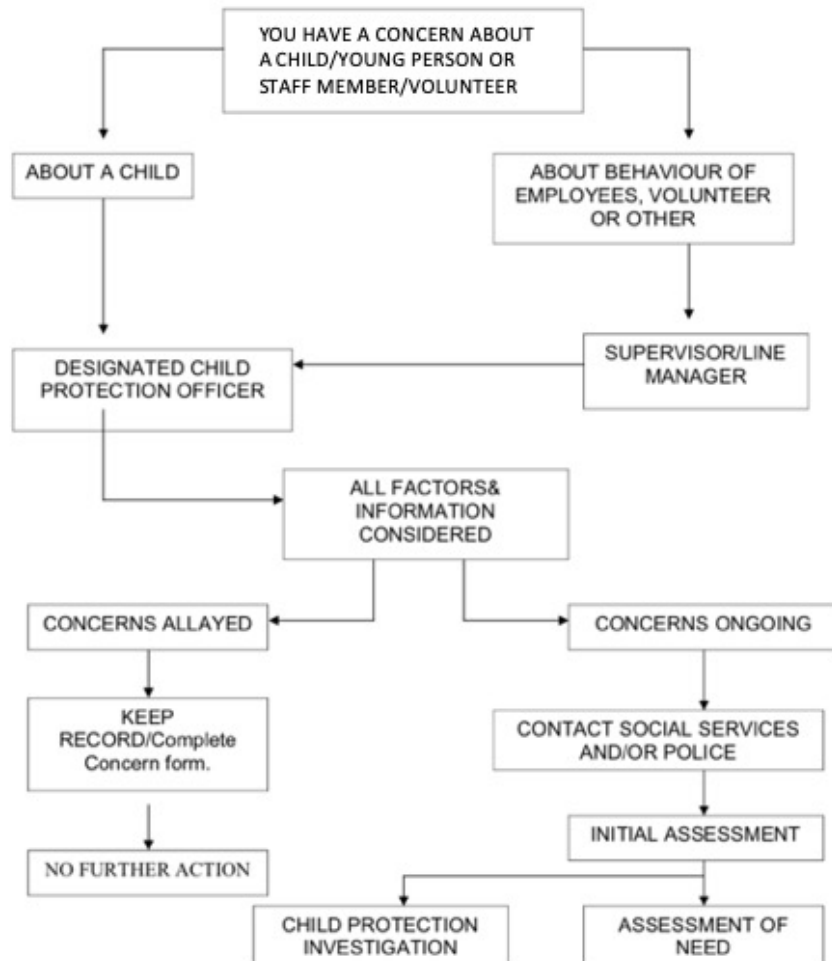 YOU HAVE A CONCERN ABOUT
A CHILD/YOUNG PERSON OR
STAFF MEMBER/VOLUNTEER
ABOUT A CHILD
ABOUT BEHAVIOUR OF
EMPLOYEES, VOLUNTEER
OR OTHER
DESIGNATED CHILD
PROTECTION OFFICER
SUPERVISOR/LINE
MANAGER
ALL FACTORS&
INFORMATION
CONSIDERED
CONCERNS ALLAYED
CONCERNS ONGOING
KEEP
RECORD/Complete
Concern form.
CONTACT SOCIAL SERVICES
AND/OR POLICE
INITIAL ASSESSMENT
NO FURTHER ACTION
CHILD PROTECTION
INVESTIGATION
ASSESSMENT OF
NEED